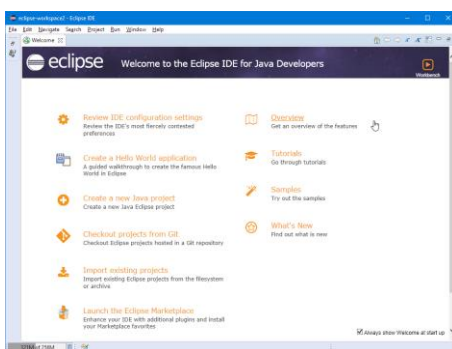 eclipse-workspace2 - Eclipse IDE
File Edit Navigate Search Project Run Window Help
Welcome
eclipse Welcome to the Eclipse IDE for Java Developers
Workbench
Review IDE configuration settings
Review the IDE's most fiercely contested
preferences
Create a Hello World application
A guided walkthrough to create the famous Hello
World in Eclipse
Create a new Java project
Create a new Java Eclipse project
Checkout projects from Git
Checkout Eclipse projects hosted in a Git repository
Import existing projects
Import existing Eclipse projects from the filesystem
or archive
Launch the Eclipse Marketplace
Enhance your IDE with additional plugins and install
your Marketplace favorites
Overview
Get an overview of the features
Tutorials
Go through tutorials
Samples
Try out the samples
What's New
Find out what is new
Always show Welcome at start up